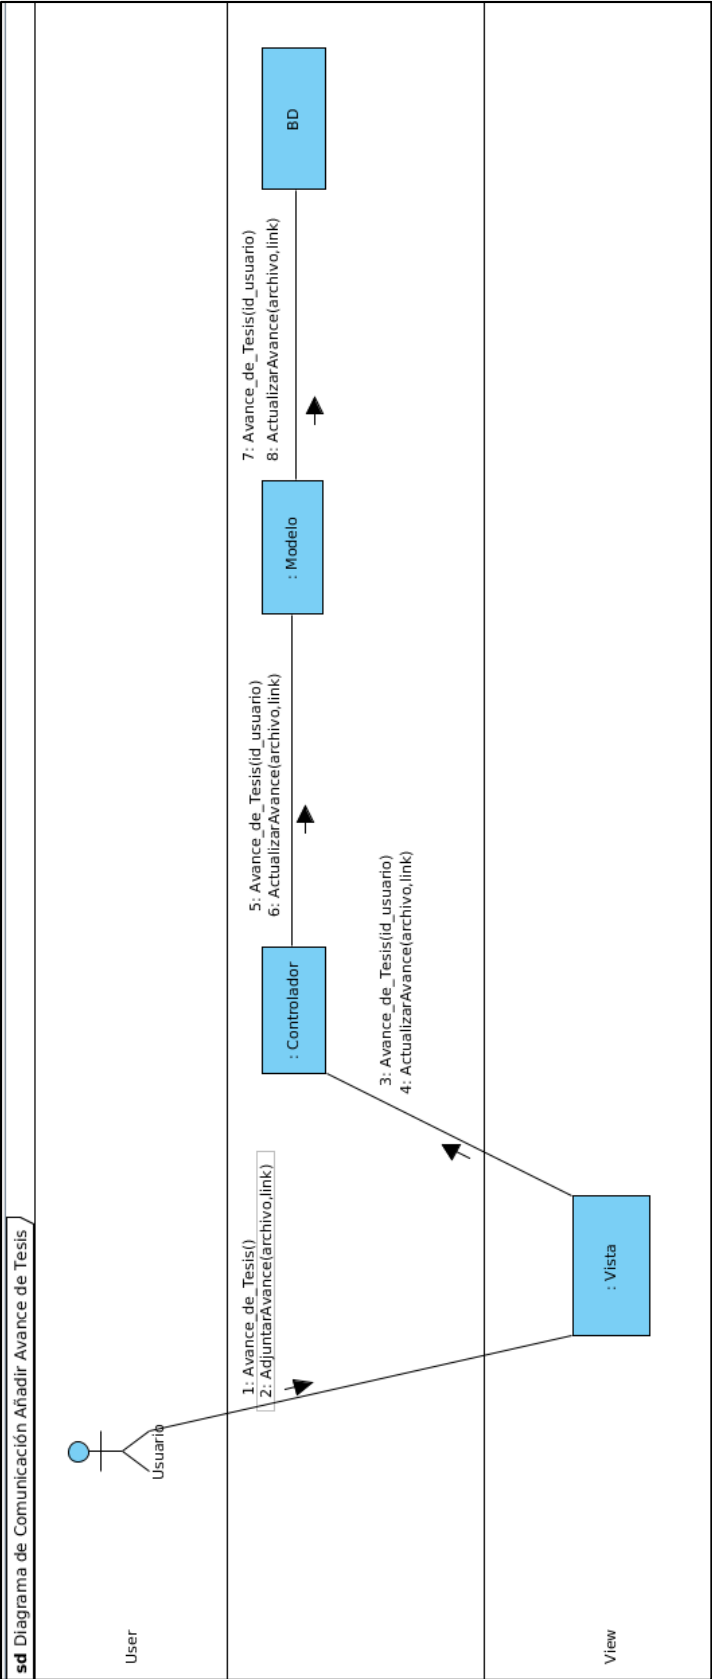 sd Diagrama de Comunicación Añadir Avance de Tesis
User
Usuario
1: Avance_de_Tesis()
2: AdjuntarAvance(archivo,link)
: Controlador
5: Avance_de_Tesis(id_usuario)
6: ActualizarAvance(archivo,link)
: Modelo
7: Avance_de_Tesis(id_usuario)
8: ActualizarAvance(archivo,link)
BD
3: Avance_de_Tesis(id_usuario)
4: ActualizarAvance(archivo,link)
View
: Vista